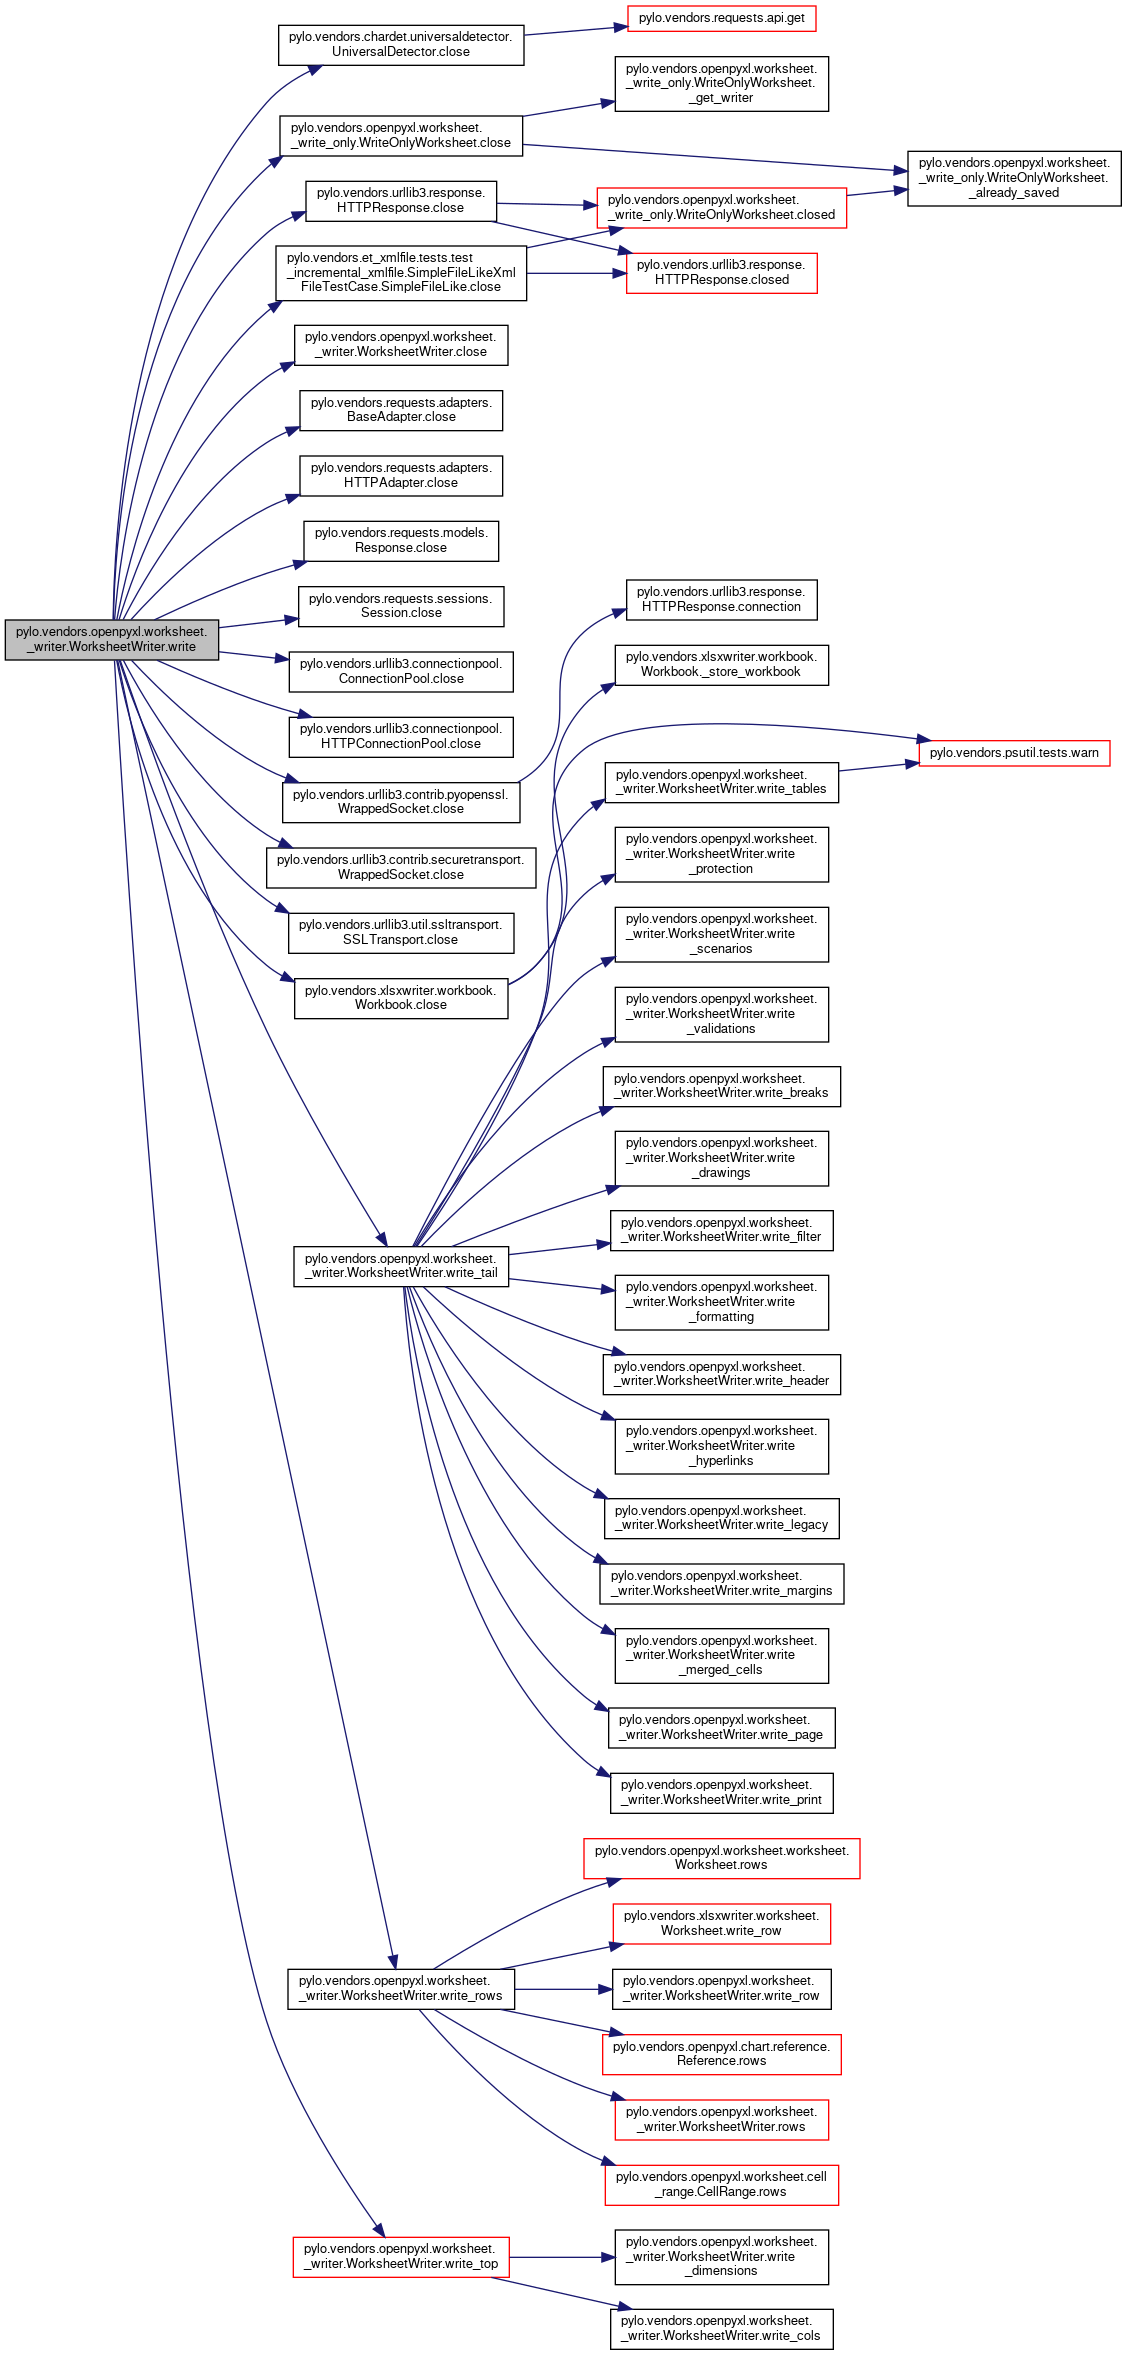 pylo.vendors.openpyxl.worksheet.
_writer.WorksheetWriter.write
pylo.vendors.chardet.universaldetector.
UniversalDetector.close
pylo.vendors.openpyxl.worksheet.
_write_only.WriteOnlyWorksheet.close
pylo.vendors.urllib3.response.
HTTPResponse.close
pylo.vendors.et_xmlfile.tests.test
_incremental_xmlfile.SimpleFileLikeXml
FileTestCase.SimpleFileLike.close
pylo.vendors.openpyxl.worksheet.
_writer.WorksheetWriter.close
pylo.vendors.requests.adapters.
BaseAdapter.close
pylo.vendors.requests.adapters.
HTTPAdapter.close
pylo.vendors.requests.models.
Response.close
pylo.vendors.requests.sessions.
Session.close
pylo.vendors.urllib3.connectionpool.
ConnectionPool.close
pylo.vendors.urllib3.connectionpool.
HTTPConnectionPool.close
pylo.vendors.urllib3.contrib.pyopenssl.
WrappedSocket.close
pylo.vendors.urllib3.contrib.securetransport.
WrappedSocket.close
pylo.vendors.urllib3.util.ssltransport.
SSLTransport.close
pylo.vendors.xlsxwriter.workbook.
Workbook.close
pylo.vendors.openpyxl.worksheet.
_writer.WorksheetWriter.write_tail
pylo.vendors.openpyxl.worksheet.
_writer.WorksheetWriter.write_rows
pylo.vendors.openpyxl.worksheet.
_writer.WorksheetWriter.write_top
pylo.vendors.requests.api.get
pylo.vendors.openpyxl.worksheet.
_write_only.WriteOnlyWorksheet.
_get_writer
pylo.vendors.openpyxl.worksheet.
_write_only.WriteOnlyWorksheet.closed
pylo.vendors.urllib3.response.
HTTPResponse.closed
pylo.vendors.urllib3.response.
HTTPResponse.connection
pylo.vendors.xlsxwriter.workbook.
Workbook._store_workbook
pylo.vendors.openpyxl.worksheet.
_writer.WorksheetWriter.write_tables
pylo.vendors.openpyxl.worksheet.
_writer.WorksheetWriter.write
_protection
pylo.vendors.openpyxl.worksheet.
_writer.WorksheetWriter.write
_scenarios
pylo.vendors.openpyxl.worksheet.
_writer.WorksheetWriter.write
_validations
pylo.vendors.openpyxl.worksheet.
_writer.WorksheetWriter.write_breaks
pylo.vendors.openpyxl.worksheet.
_writer.WorksheetWriter.write
_drawings
pylo.vendors.openpyxl.worksheet.
_writer.WorksheetWriter.write_filter
pylo.vendors.openpyxl.worksheet.
_writer.WorksheetWriter.write
_formatting
pylo.vendors.openpyxl.worksheet.
_writer.WorksheetWriter.write_header
pylo.vendors.openpyxl.worksheet.
_writer.WorksheetWriter.write
_hyperlinks
pylo.vendors.openpyxl.worksheet.
_writer.WorksheetWriter.write_legacy
pylo.vendors.openpyxl.worksheet.
_writer.WorksheetWriter.write_margins
pylo.vendors.openpyxl.worksheet.
_writer.WorksheetWriter.write
_merged_cells
pylo.vendors.openpyxl.worksheet.
_writer.WorksheetWriter.write_page
pylo.vendors.openpyxl.worksheet.
_writer.WorksheetWriter.write_print
pylo.vendors.openpyxl.worksheet.worksheet.
Worksheet.rows
pylo.vendors.xlsxwriter.worksheet.
Worksheet.write_row
pylo.vendors.openpyxl.worksheet.
_writer.WorksheetWriter.write_row
pylo.vendors.openpyxl.chart.reference.
Reference.rows
pylo.vendors.openpyxl.worksheet.
_writer.WorksheetWriter.rows
pylo.vendors.openpyxl.worksheet.cell
_range.CellRange.rows
pylo.vendors.openpyxl.worksheet.
_writer.WorksheetWriter.write
_dimensions
pylo.vendors.openpyxl.worksheet.
_writer.WorksheetWriter.write_cols
pylo.vendors.openpyxl.worksheet.
_write_only.WriteOnlyWorksheet.
_already_saved
pylo.vendors.psutil.tests.warn